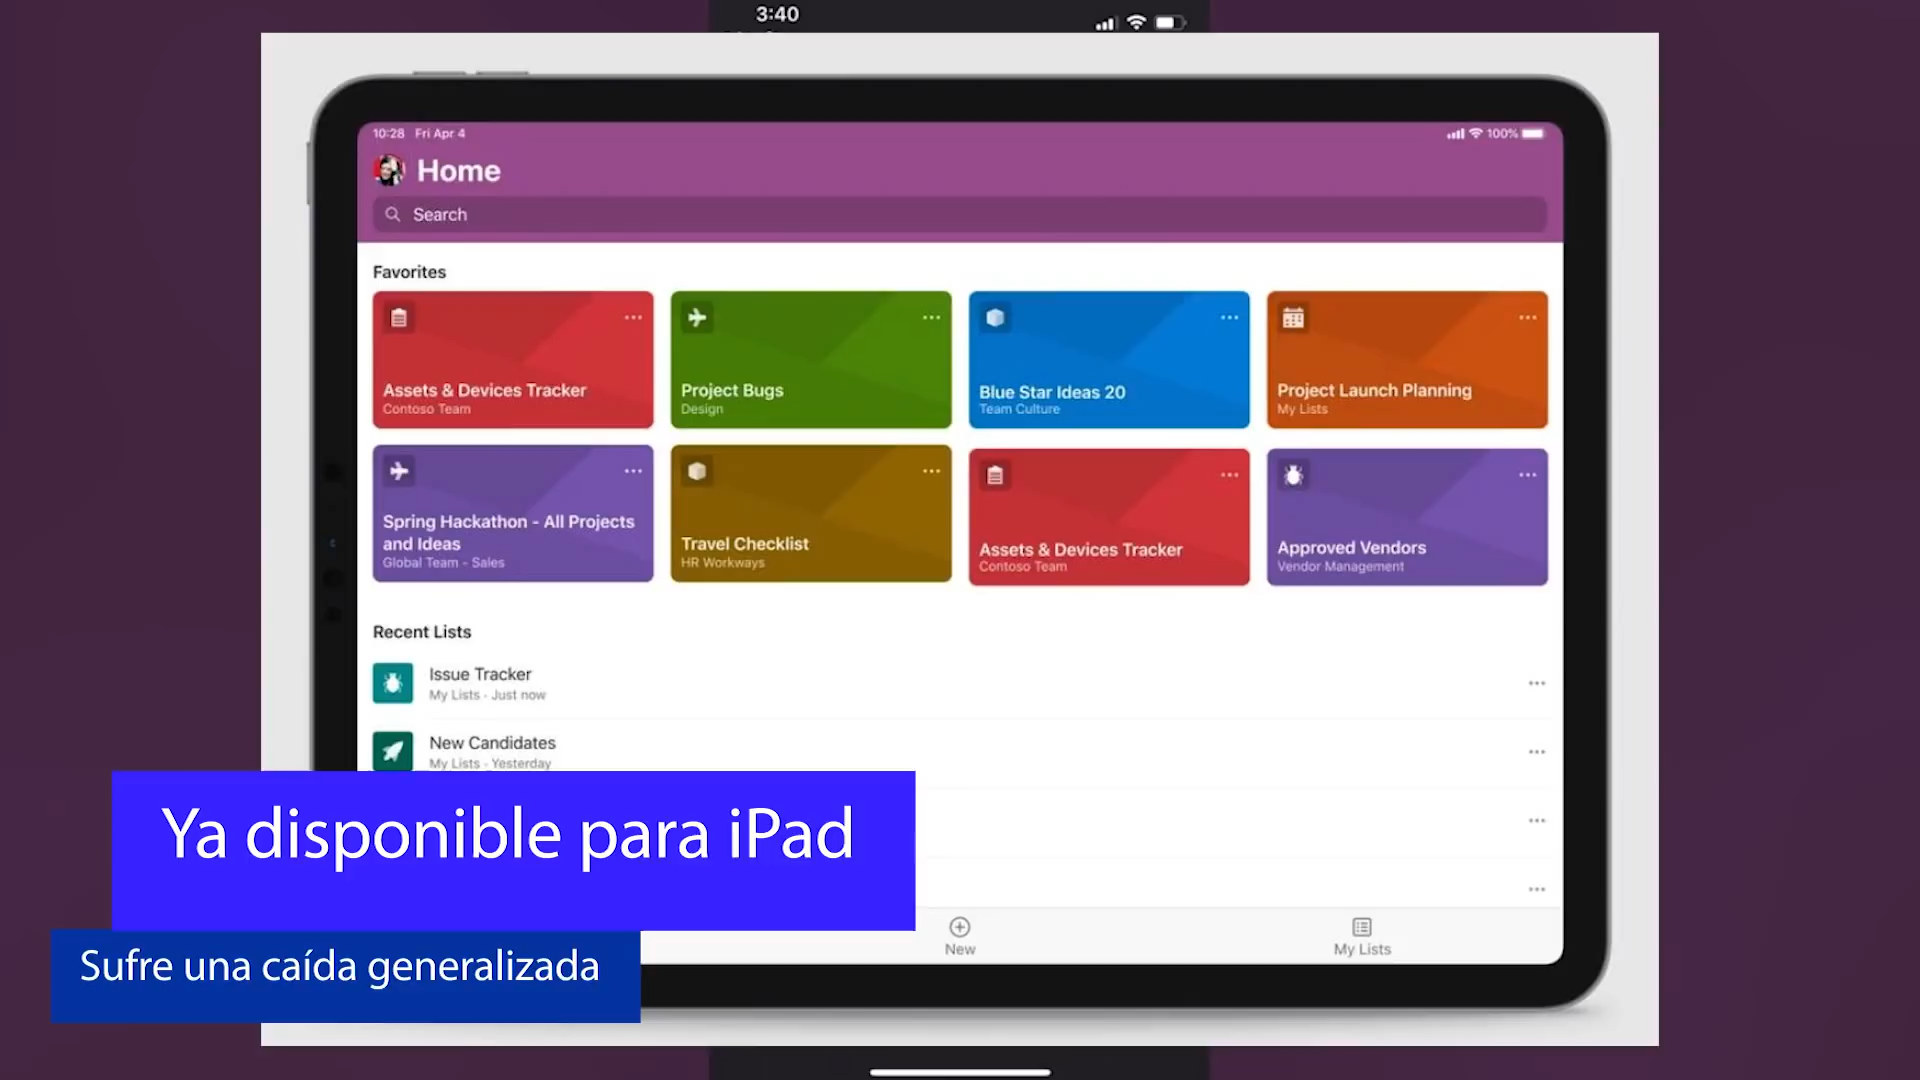 3:40
10:28 Fri Apr 4
100%
Home
Search
Favorites
Assets & Devices Tracker
Contoso Team
Project Bugs
Design
Blue Star Ideas 20
Team Culture
Project Launch Planning
My Lists
Spring Hackathon - All Projects
and Ideas
Global Team - Sales
Travel Checklist
HR Workways
Assets & Devices Tracker
Contoso Team
Approved Vendors
Vendor Management
Recent Lists
Issue Tracker
My Lists - Just now
New Candidates
My Lists - Yesterday
Ya disponible para iPad
Sufre una caída generalizada
New
My Lists